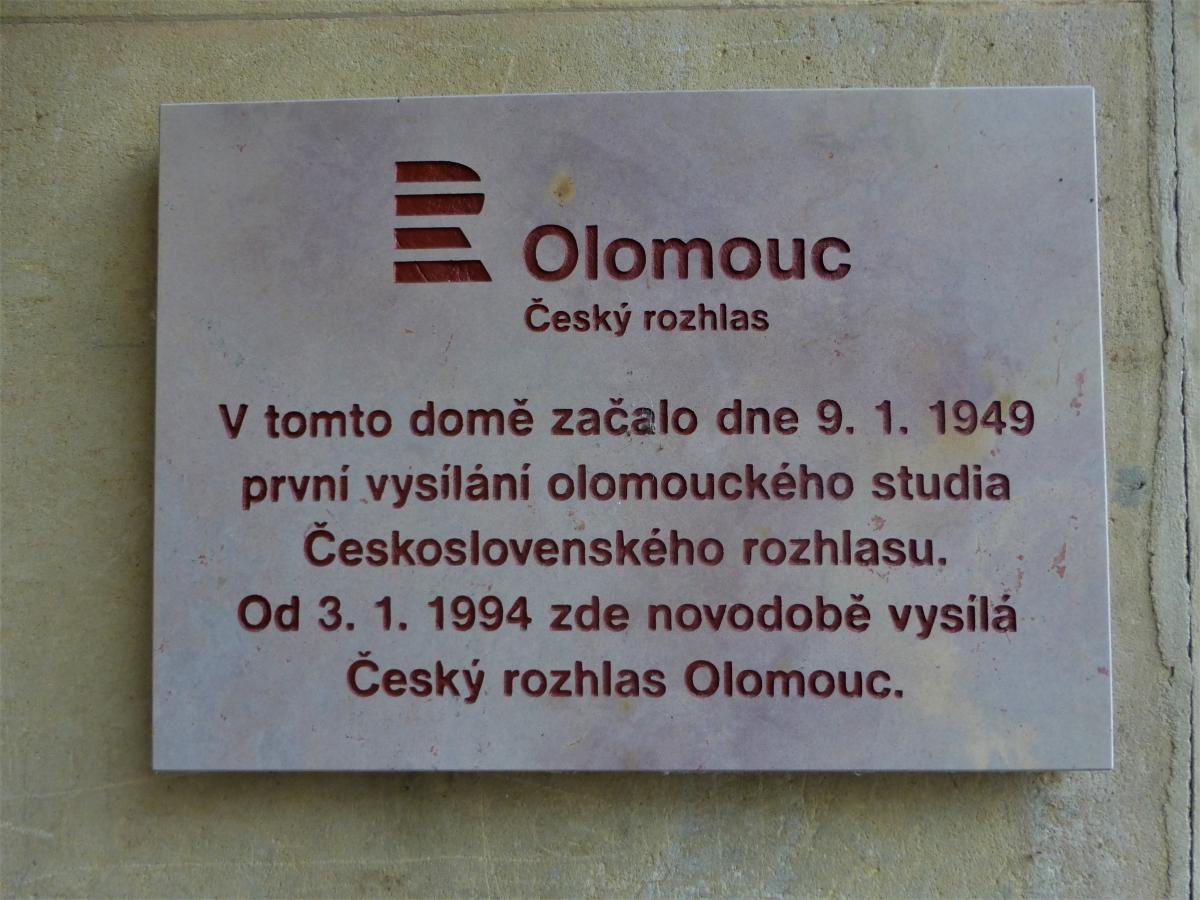 Olomouc
Český rozhlas
V tomto domě začalo dne 9. 1. 1949
první vysílání olomouckého studia
Československého rozhlasu.
Od 3. 1. 1994 zde novodobě vysílá
Český rozhlas Olomouc.